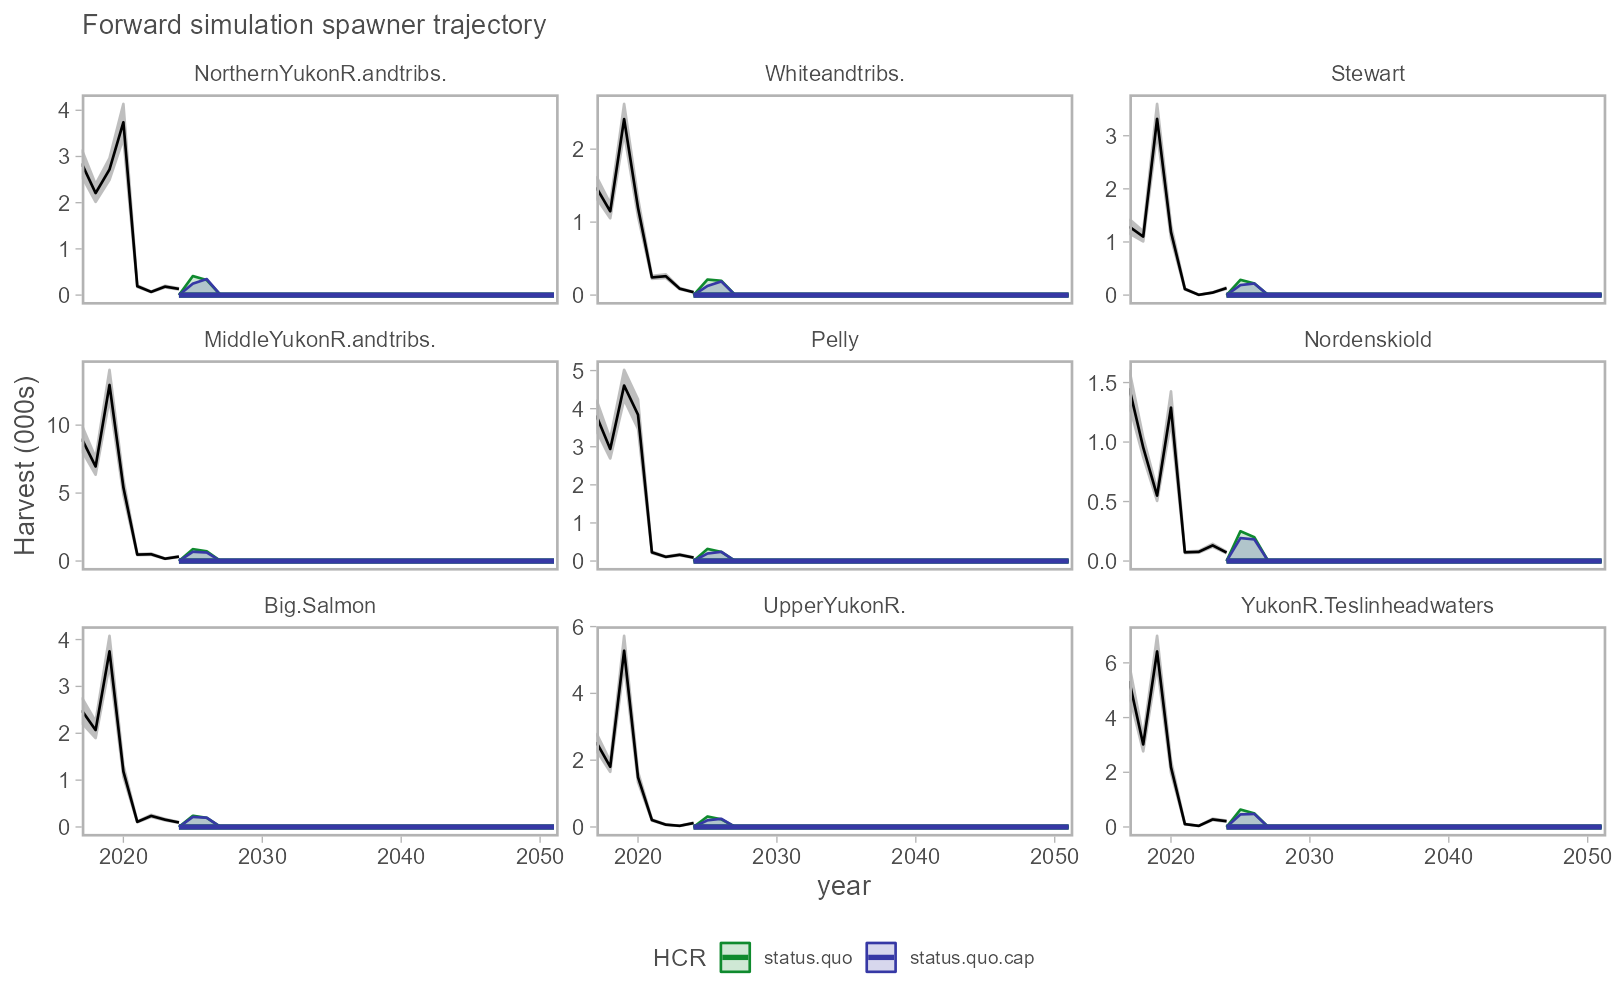 Forward simulation spawner trajectory
NorthernYukonR.andtribs.
Whiteandtribs.
Stewart
4
3
2
1
0
2
1
0
3
2
1
0
MiddleYukonR.andtribs.
Pelly
Nordenskiold
10
5
0
5
4
3
2
1
0
1.5
1.0
0.5
0.0
Harvest (000s)
Big.Salmon
UpperYukonR.
YukonR.Teslinheadwaters
4
3
2
1
0
6
4
2
0
6
4
2
0
2020 2030 2040 2050
2020 2030 2040 2050
2020 2030 2040 2050
year
HCR status.quo status.quo.cap